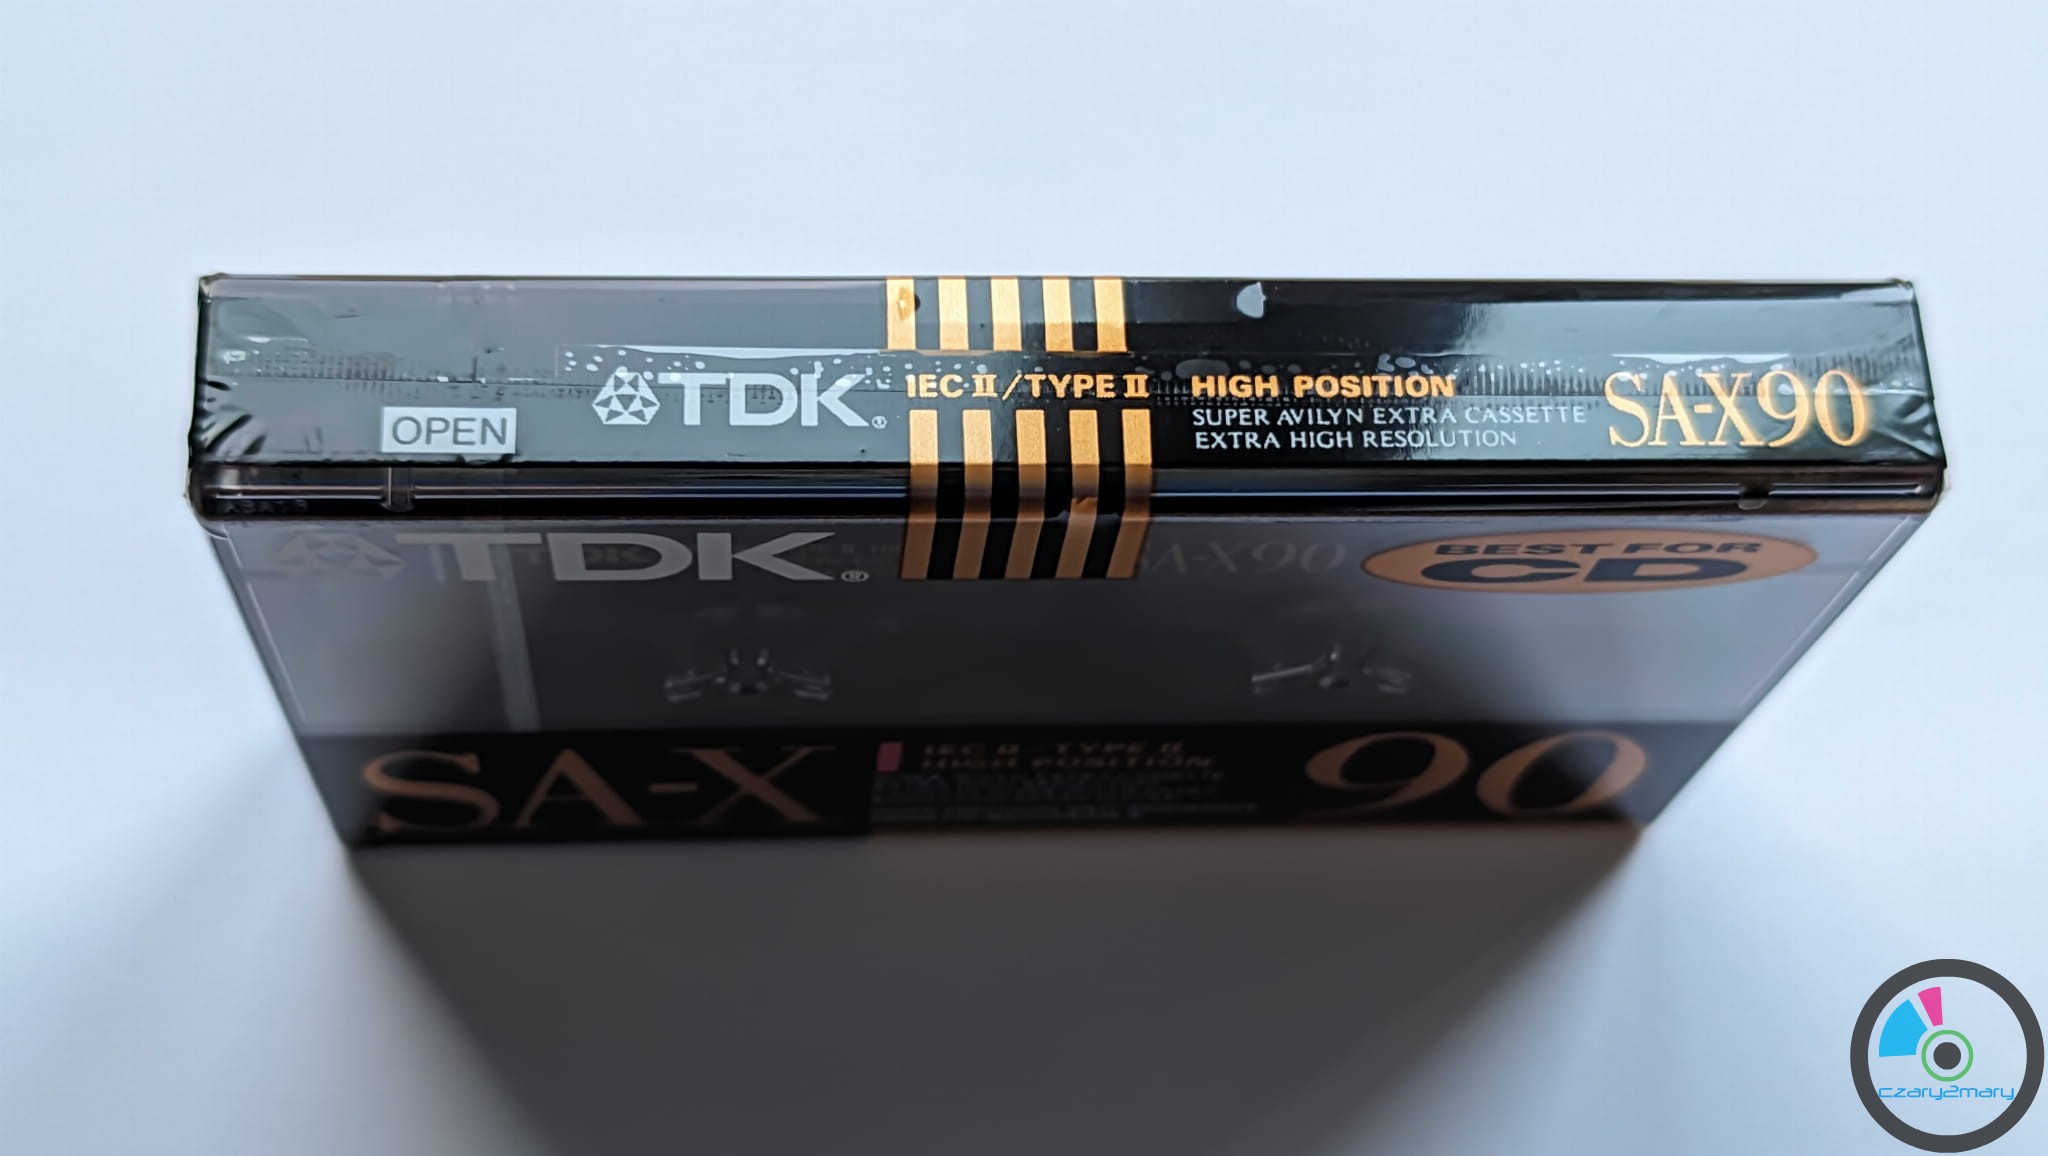 OPEN
TDK®
IEC II/TYPE II
HIGH POSITION
SUPER AVILYN EXTRA CASSETTE
EXTRA HIGH RESOLUTION
SA-X90
TDK®
SA-X90
BEST FOR
CD
SA-X
IEC II/TYPE II
HIGH POSITION
90
czary2mary